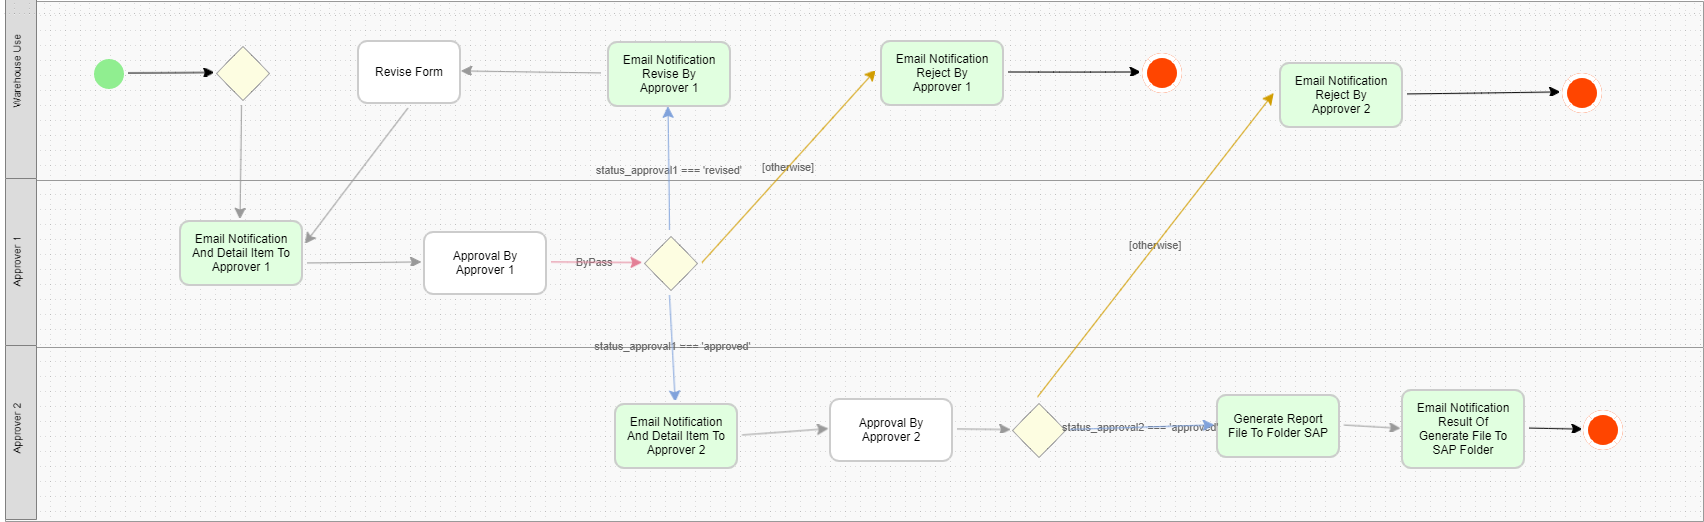 Warehouse Use
Revise Form
Email Notification
Revise By
Approver 1
Email Notification
Reject By
Approver 1
Email Notification
Reject By
Approver 2
status_approval1 === 'revised'
[otherwise]
Approver 1
Email Notification
And Detail Item To
Approver 1
Approval By
Approver 1
ByPass
[otherwise]
status_approval1 === 'approved'
Approver 2
Email Notification
And Detail Item To
Approver 2
Approval By
Approver 2
status_approval2 === 'approved'
Generate Report
File To Folder SAP
Email Notification
Result Of
Generate File To
SAP Folder